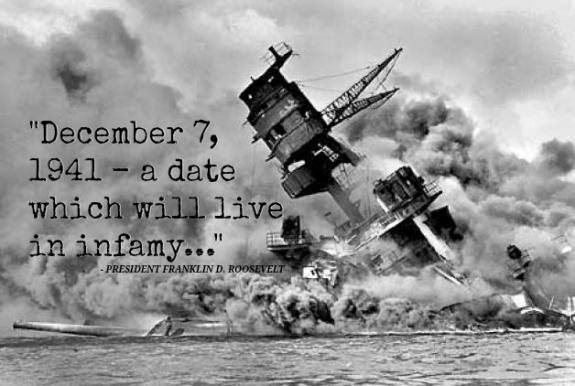 "December 7,
1941 - a date
which will live
in infamy..."
- PRESIDENT FRANKLIN D. ROOSEVELT